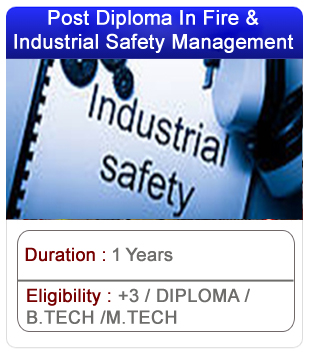 Post Diploma In Fire &
Industrial Safety Management
Industrial
safety
Duration : 1 Years
Eligibility : +3 / DIPLOMA /
B.TECH /M.TECH